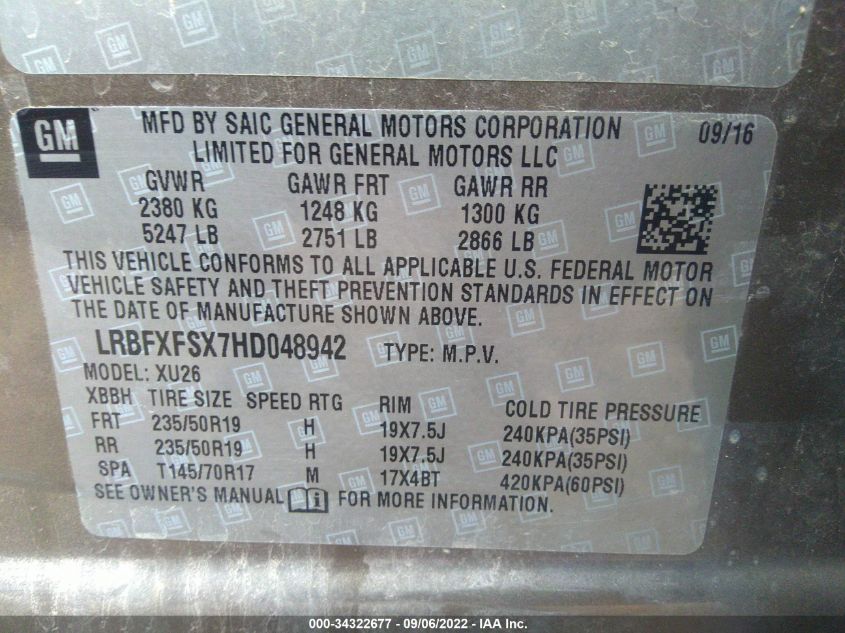 GM
MFD BY SAIC GENERAL MOTORS CORPORATION 09/16
LIMITED FOR GENERAL MOTORS LLC
GVWR GAWR FRT GAWR RR
2380 KG 1248 KG 1300 KG
5247 LB 2751 LB 2866 LB
THIS VEHICLE CONFORMS TO ALL APPLICABLE U.S. FEDERAL MOTOR
VEHICLE SAFETY AND THEFT PREVENTION STANDARDS IN EFFECT ON
THE DATE OF MANUFACTURE SHOWN ABOVE.
LRBFXFSX7HD048942 TYPE: M.P.V.
MODEL: XU26
XBBH TIRE SIZE SPEED RTG RIM COLD TIRE PRESSURE
FRT 235/50R19 H 19X7.5J 240KPA(35PSI)
RR 235/50R19 H 19X7.5J 240KPA(35PSI)
SPA T145/70R17 M 17X4BT 420KPA(60PSI)
SEE OWNER'S MANUAL FOR MORE INFORMATION.
000-34322677 - 09/06/2022 - IAA Inc.